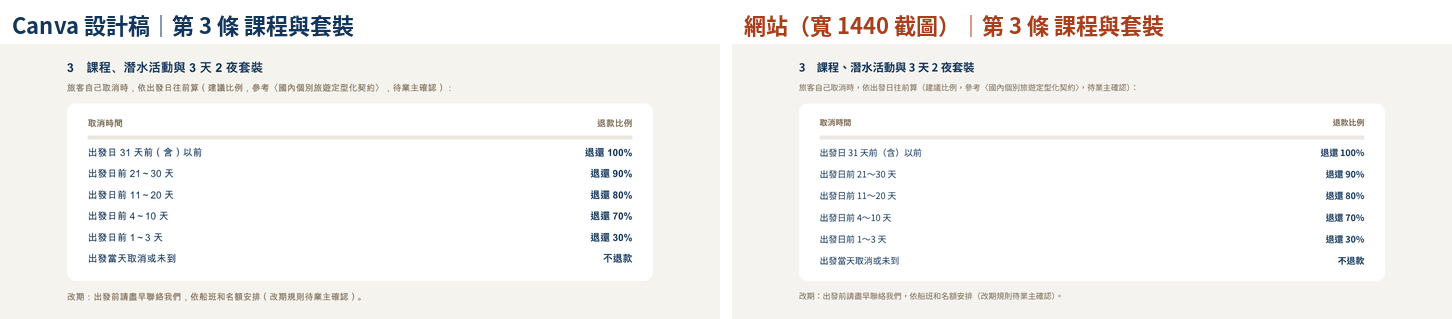 Canva 設計稿｜第 3 條 課程與套裝
3 課程、潛水活動與 3 天 2 夜套裝
旅客自己取消時，依出發日往前算（建議比例，參考〈國內個別旅遊定型化契約〉，待業主確認）：
取消時間 退款比例
出發日 31 天前（含）以前 退還 100%
出發日前 21~30 天 退還 90%
出發日前 11~20 天 退還 80%
出發日前 4~10 天 退還 70%
出發日前 1~3 天 退還 30%
出發當天取消或未到 不退款
改期：出發前請盡早聯絡我們，依船班和名額安排（改期規則待業主確認）。
網站（寬 1440 截圖）｜第 3 條 課程與套裝
3 課程、潛水活動與 3 天 2 夜套裝
旅客自己取消時，依出發日往前算（建議比例，參考〈國內個別旅遊定型化契約〉，待業主確認）：
取消時間 退款比例
出發日 31 天前（含）以前 退還 100%
出發日前 21～30 天 退還 90%
出發日前 11～20 天 退還 80%
出發日前 4～10 天 退還 70%
出發日前 1～3 天 退還 30%
出發當天取消或未到 不退款
改期：出發前請盡早聯絡我們，依船班和名額安排（改期規則待業主確認）。